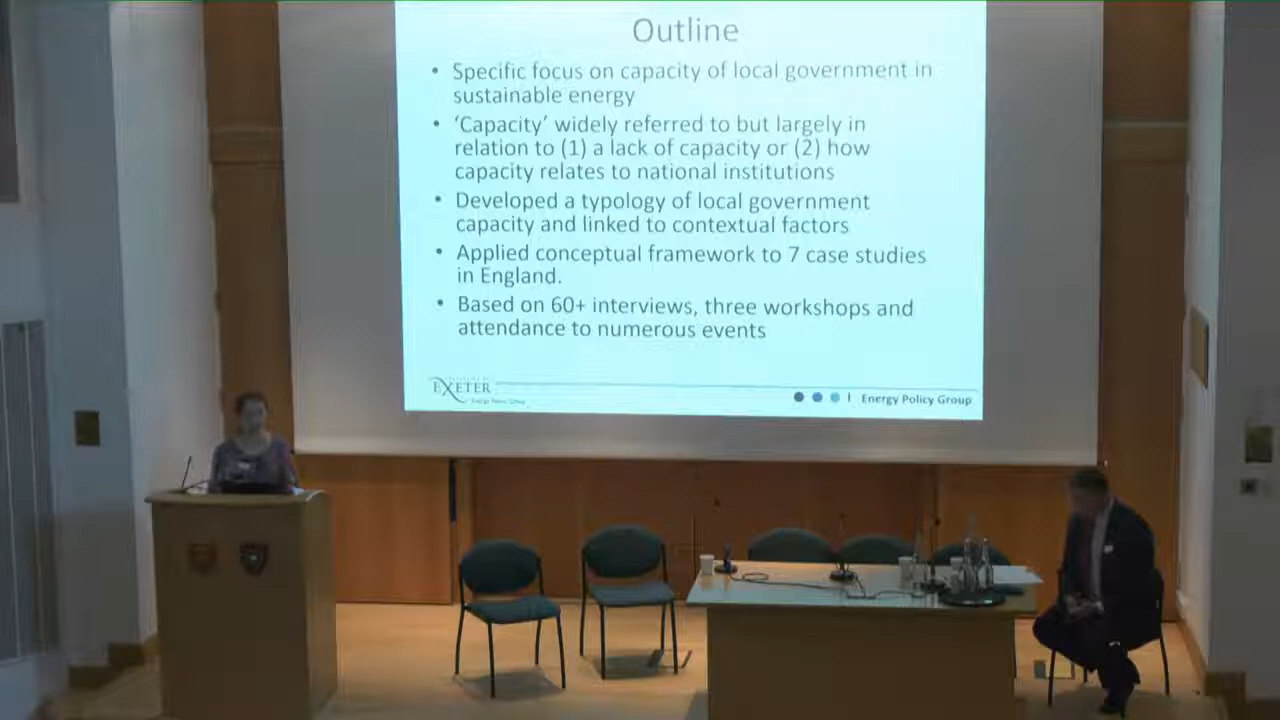 Outline
• Specific focus on capacity of local government in
sustainable energy
• ‘Capacity’ widely referred to but largely in
relation to (1) a lack of capacity or (2) how
capacity relates to national institutions
• Developed a typology of local government
capacity and linked to contextual factors
• Applied conceptual framework to 7 case studies
in England.
• Based on 60+ interviews, three workshops and
attendance to numerous events
EXETER
Energy Policy Group
Energy Policy Group